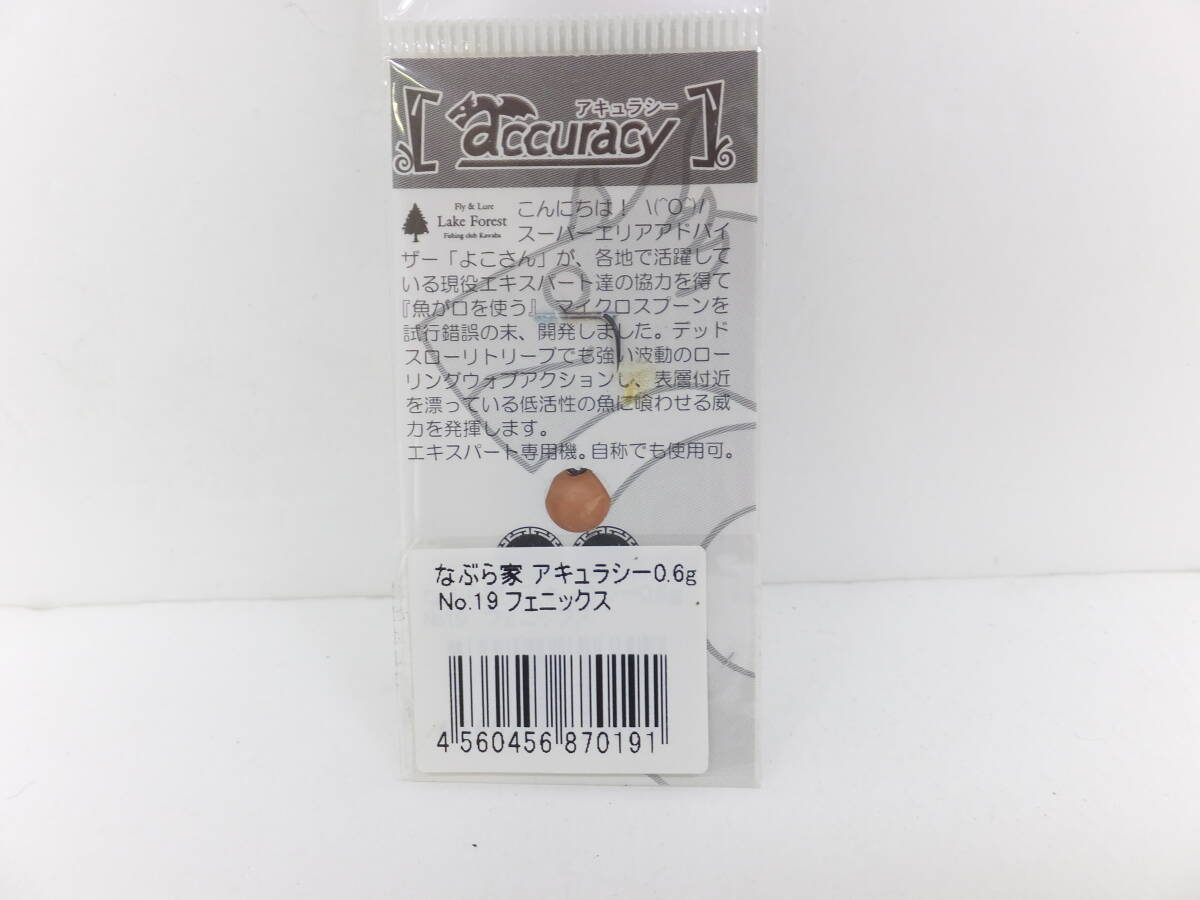 アキュラシー
accuracy
Fly & Lure
Lake Forest
Fishing club Kawaba
こんにちは！ \(^O^)/
スーパーエリアアドバイ
ザー「よこさん」が、各地で活躍して
いる現役エキスパート達の協力を得て
『魚が口を使う』マイクロスプーンを
試行錯誤の末、開発しました。デッド
スローリトリーブでも強い波動のロー
リングウォブアクションし、表層付近
を漂っている低活性の魚に喰わせる威
力を発揮します。
エキスパート専用機。自称でも使用可。
なぶら家 アキュラシー0.6g
No.19 フェニックス
4 560456 870191